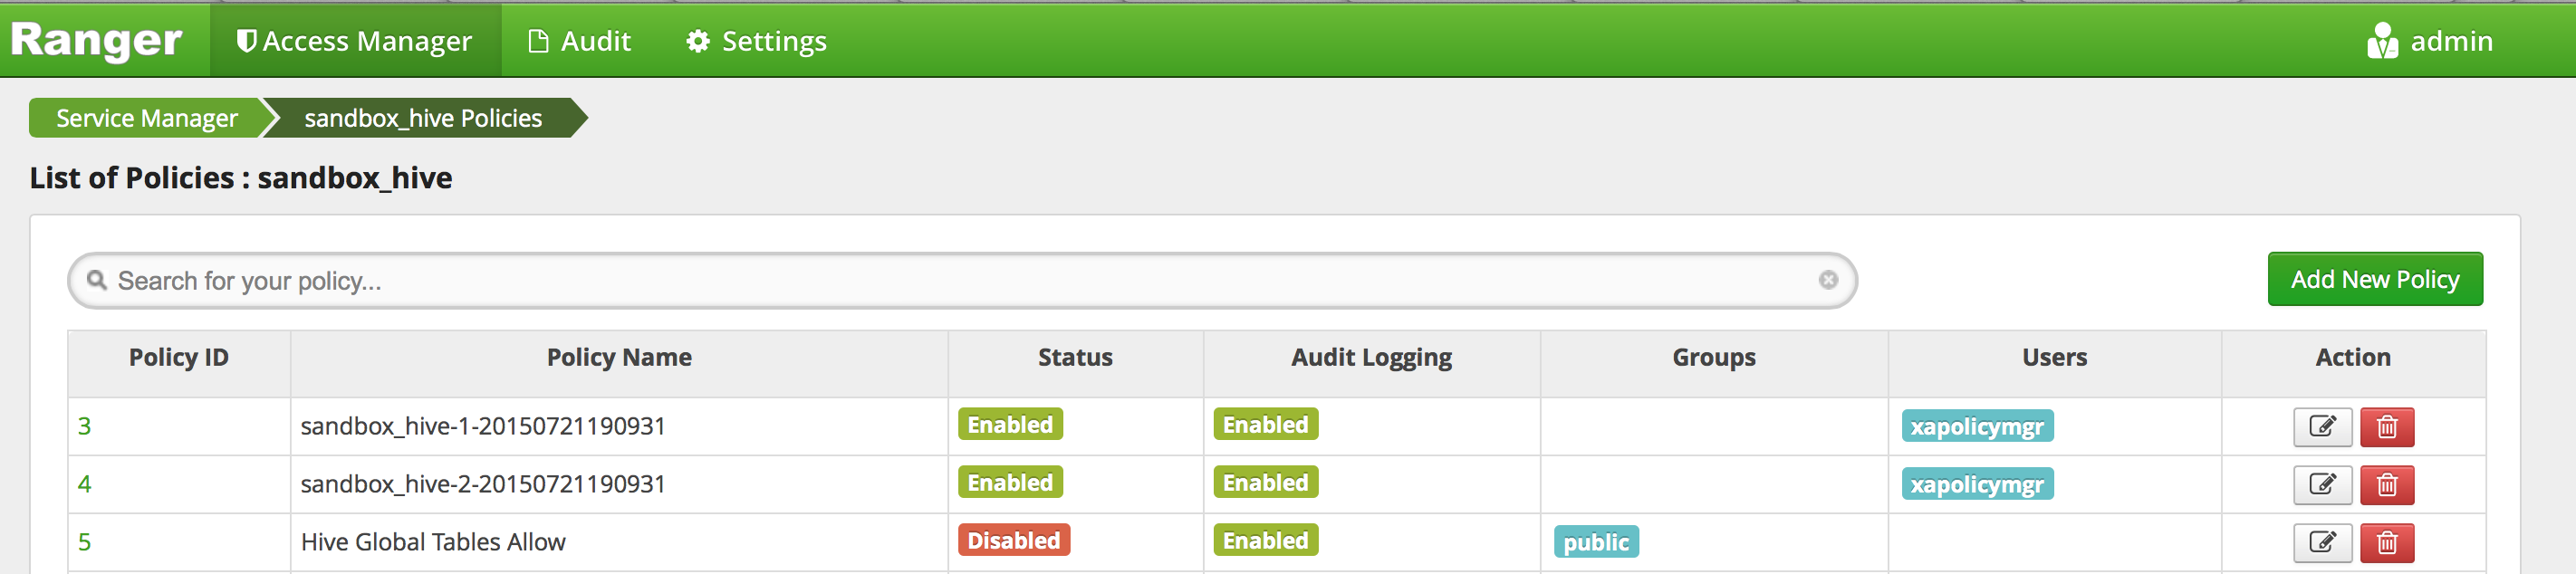 Ranger Access Manager Audit Settings admin
Service Manager sandbox_hive Policies
List of Policies : sandbox_hive
Search for your policy... Add New Policy
Policy ID Policy Name Status Audit Logging Groups Users Action
3 sandbox_hive-1-20150721190931 Enabled Enabled xapolicymgr
4 sandbox_hive-2-20150721190931 Enabled Enabled xapolicymgr
5 Hive Global Tables Allow Disabled Enabled public